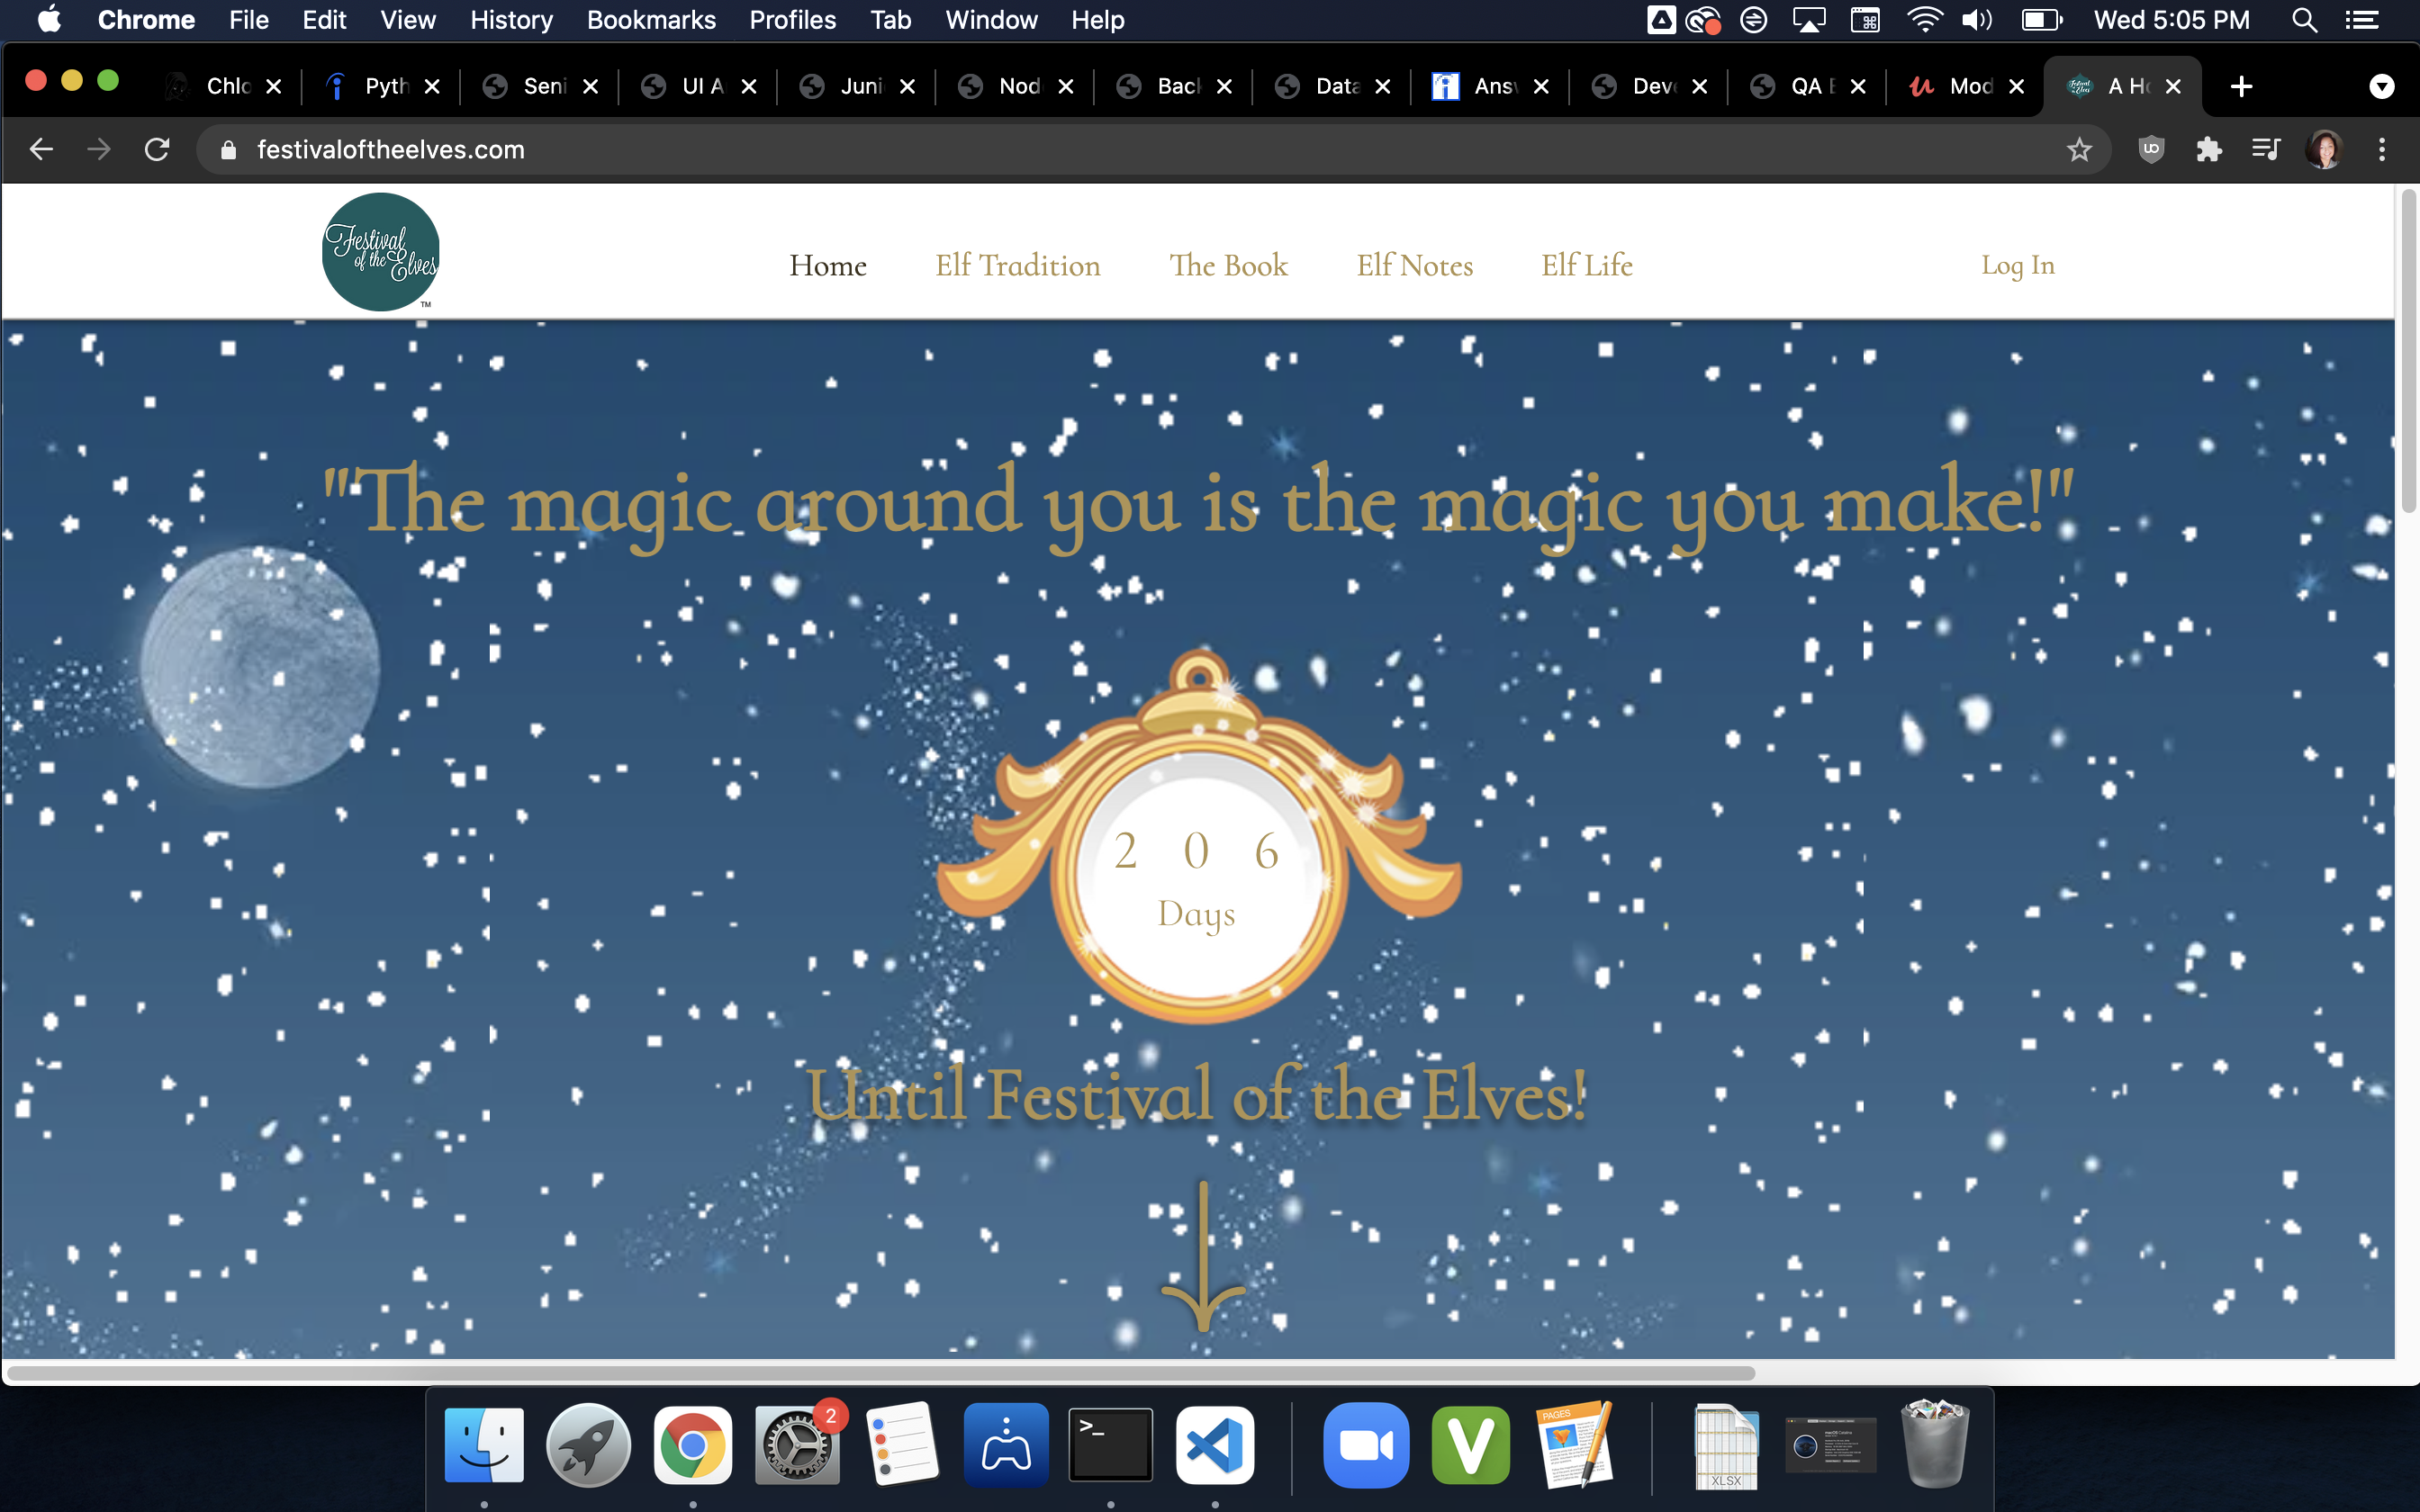 Chrome File Edit View History Bookmarks Profiles Tab Window Help Wed 5:05 PM
Chlo Pyth Seni UI A Juni Nod Bac Data Ans Dev QA E Mod A Ho
festivaloftheelves.com
Festival
of the Elves
TM
Home Elf Tradition The Book Elf Notes Elf Life Log In
"The magic around you is the magic you make!"
2 0 6
Days
Until Festival of the Elves!
2
PAGES
XLSX